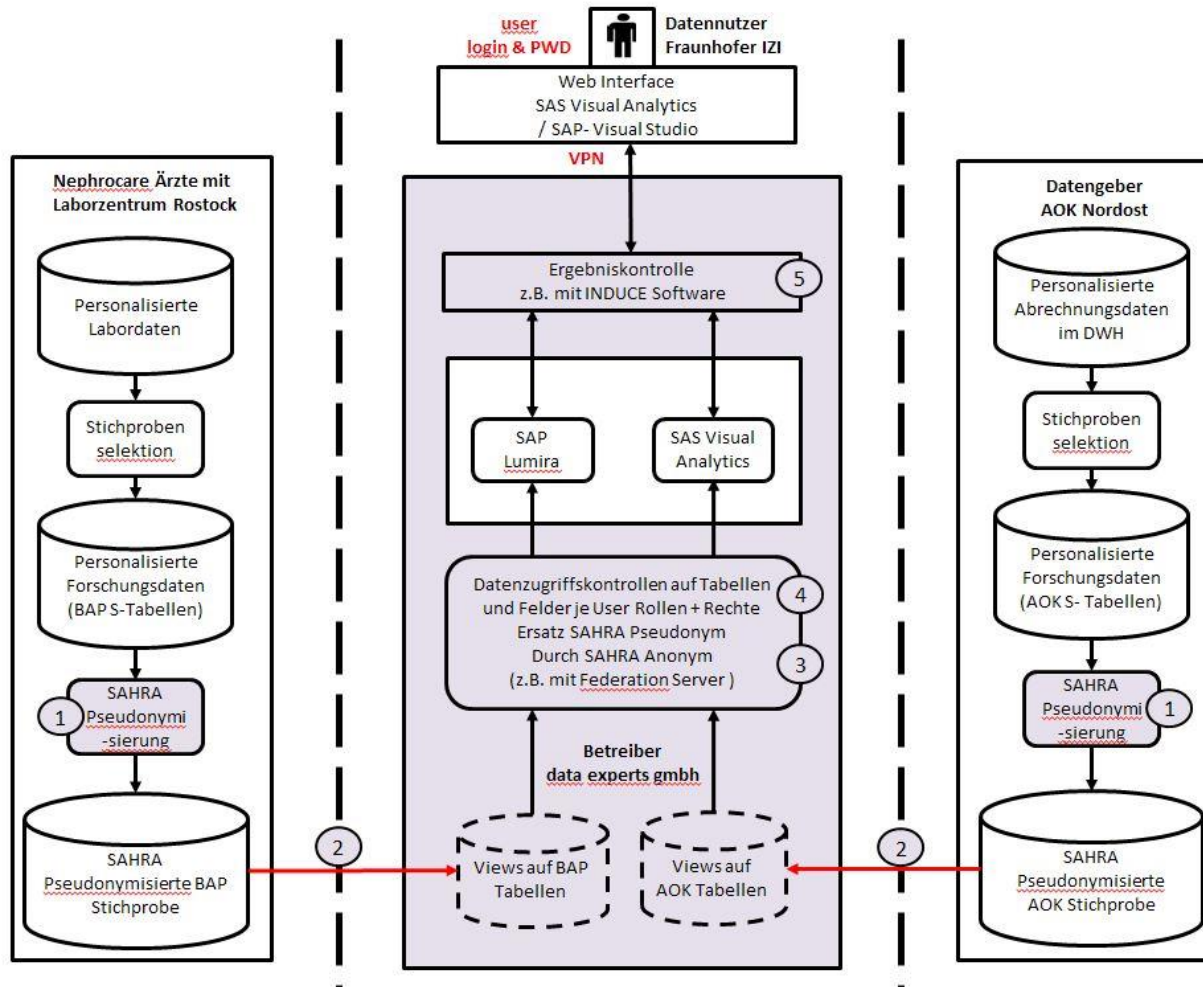 user
login & PWD
Datennutzer
Fraunhofer IZI
Web Interface
SAS Visual Analytics
/ SAP- Visual Studio
VPN
Nephrocare Ärzte mit
Laborzentrum Rostock
Personalisierte
Labordaten
Stichproben
selektion
Personalisierte
Forschungsdaten
(BAP S-Tabellen)
1
SAHRA
Pseudonymi
-sierung
SAHRA
Pseudonymisierte BAP
Stichprobe
2
Ergebniskontrolle
z.B. mit INDUCE Software
5
SAP
Lumira
SAS Visual
Analytics
Datenzugriffskontrollen auf Tabellen
und Felder je User Rollen + Rechte
Ersatz SAHRA Pseudonym
Durch SAHRA Anonym
(z.B. mit Federation Server )
4
3
Betreiber
data experts gmbh
Views auf BAP
Tabellen
Views auf
AOK Tabellen
2
Datengeber
AOK Nordost
Personalisierte
Abrechnungsdaten
im DWH
Stichproben
selektion
Personalisierte
Forschungsdaten
(AOK S- Tabellen)
SAHRA
Pseudonymi
-sierung
1
SAHRA
Pseudonymisierte
AOK Stichprobe